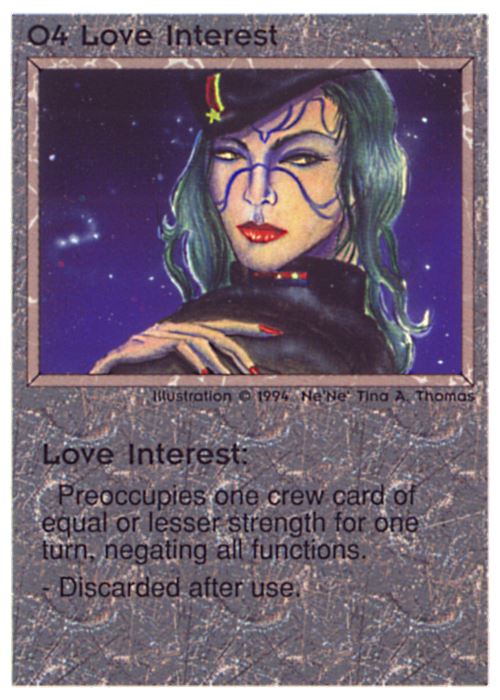 O4 Love Interest
Illustration © 1994 'Ne'Ne' Tina A. Thomas
Love Interest:
Preoccupies one crew card of
equal or lesser strength for one
turn, negating all functions.
- Discarded after use.